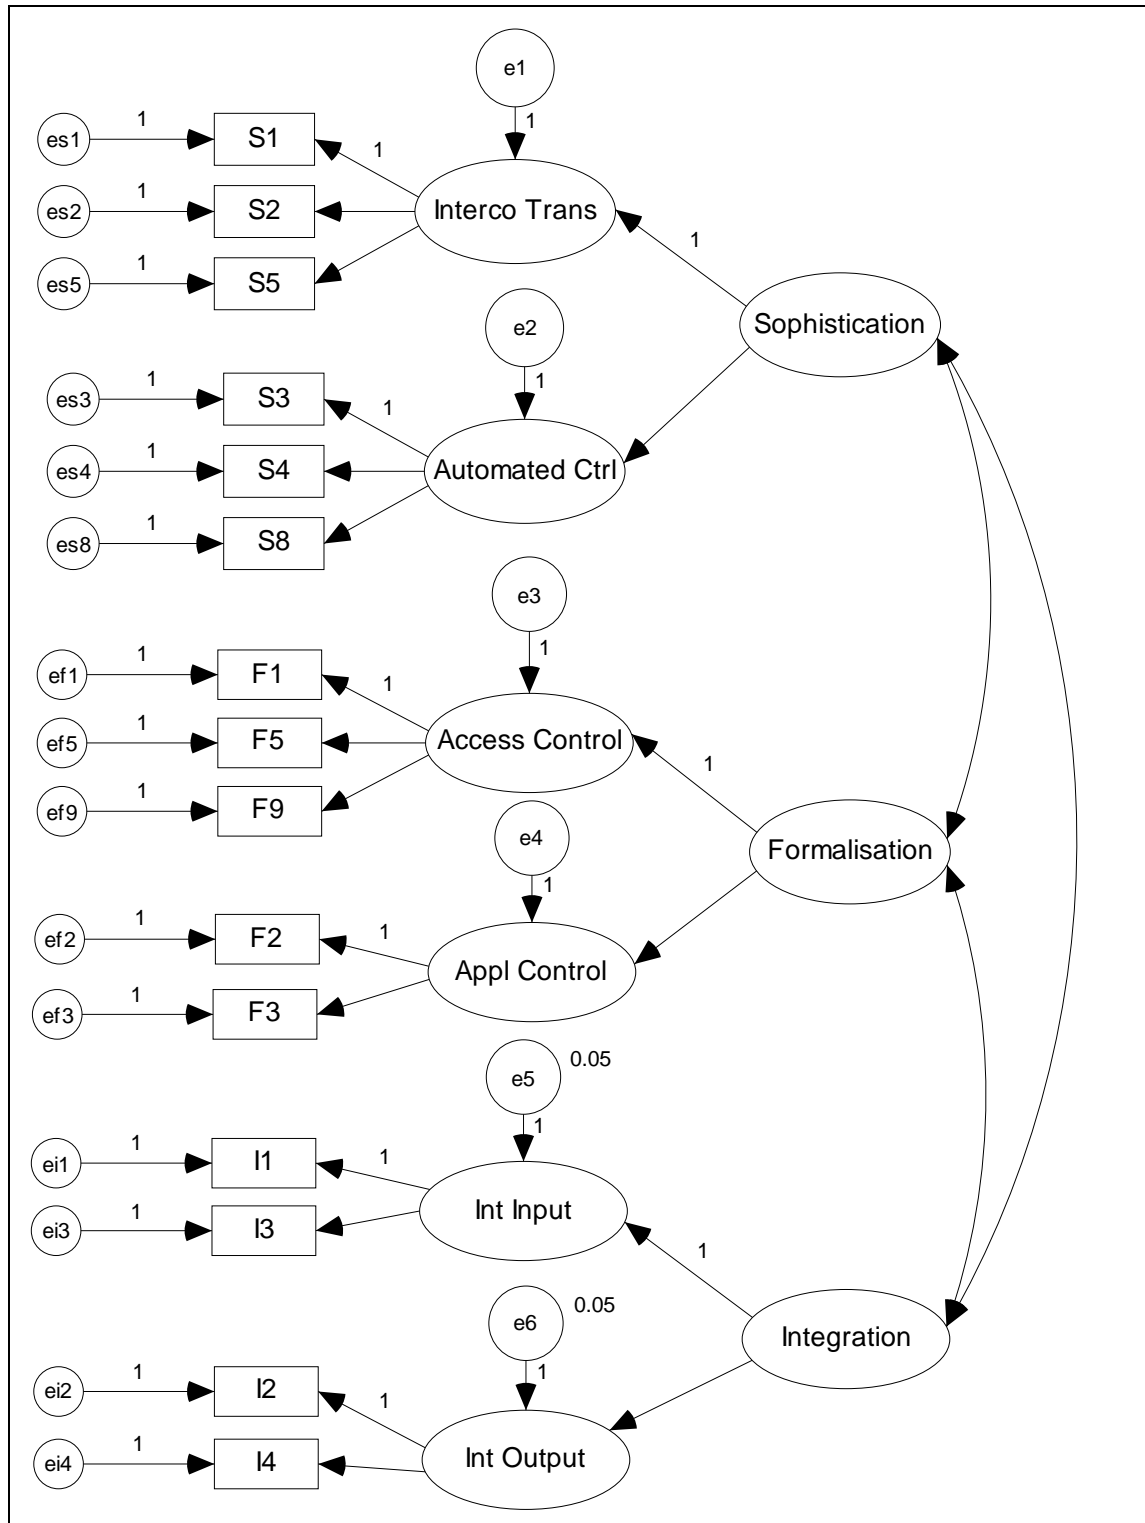 e1
1
es1
1
S1
1
es2
1
S2
Interco Trans
1
es5
1
S5
Sophistication
e2
1
es3
1
S3
1
es4
1
S4
Automated Ctrl
es8
1
S8
e3
1
ef1
1
F1
1
ef5
1
F5
Access Control
1
ef9
1
F9
Formalisation
e4
1
ef2
1
F2
1
Appl Control
ef3
1
F3
e5
0.05
1
ei1
1
I1
1
Int Input
ei3
1
I3
1
Integration
e6
0.05
1
ei2
1
I2
1
Int Output
ei4
1
I4